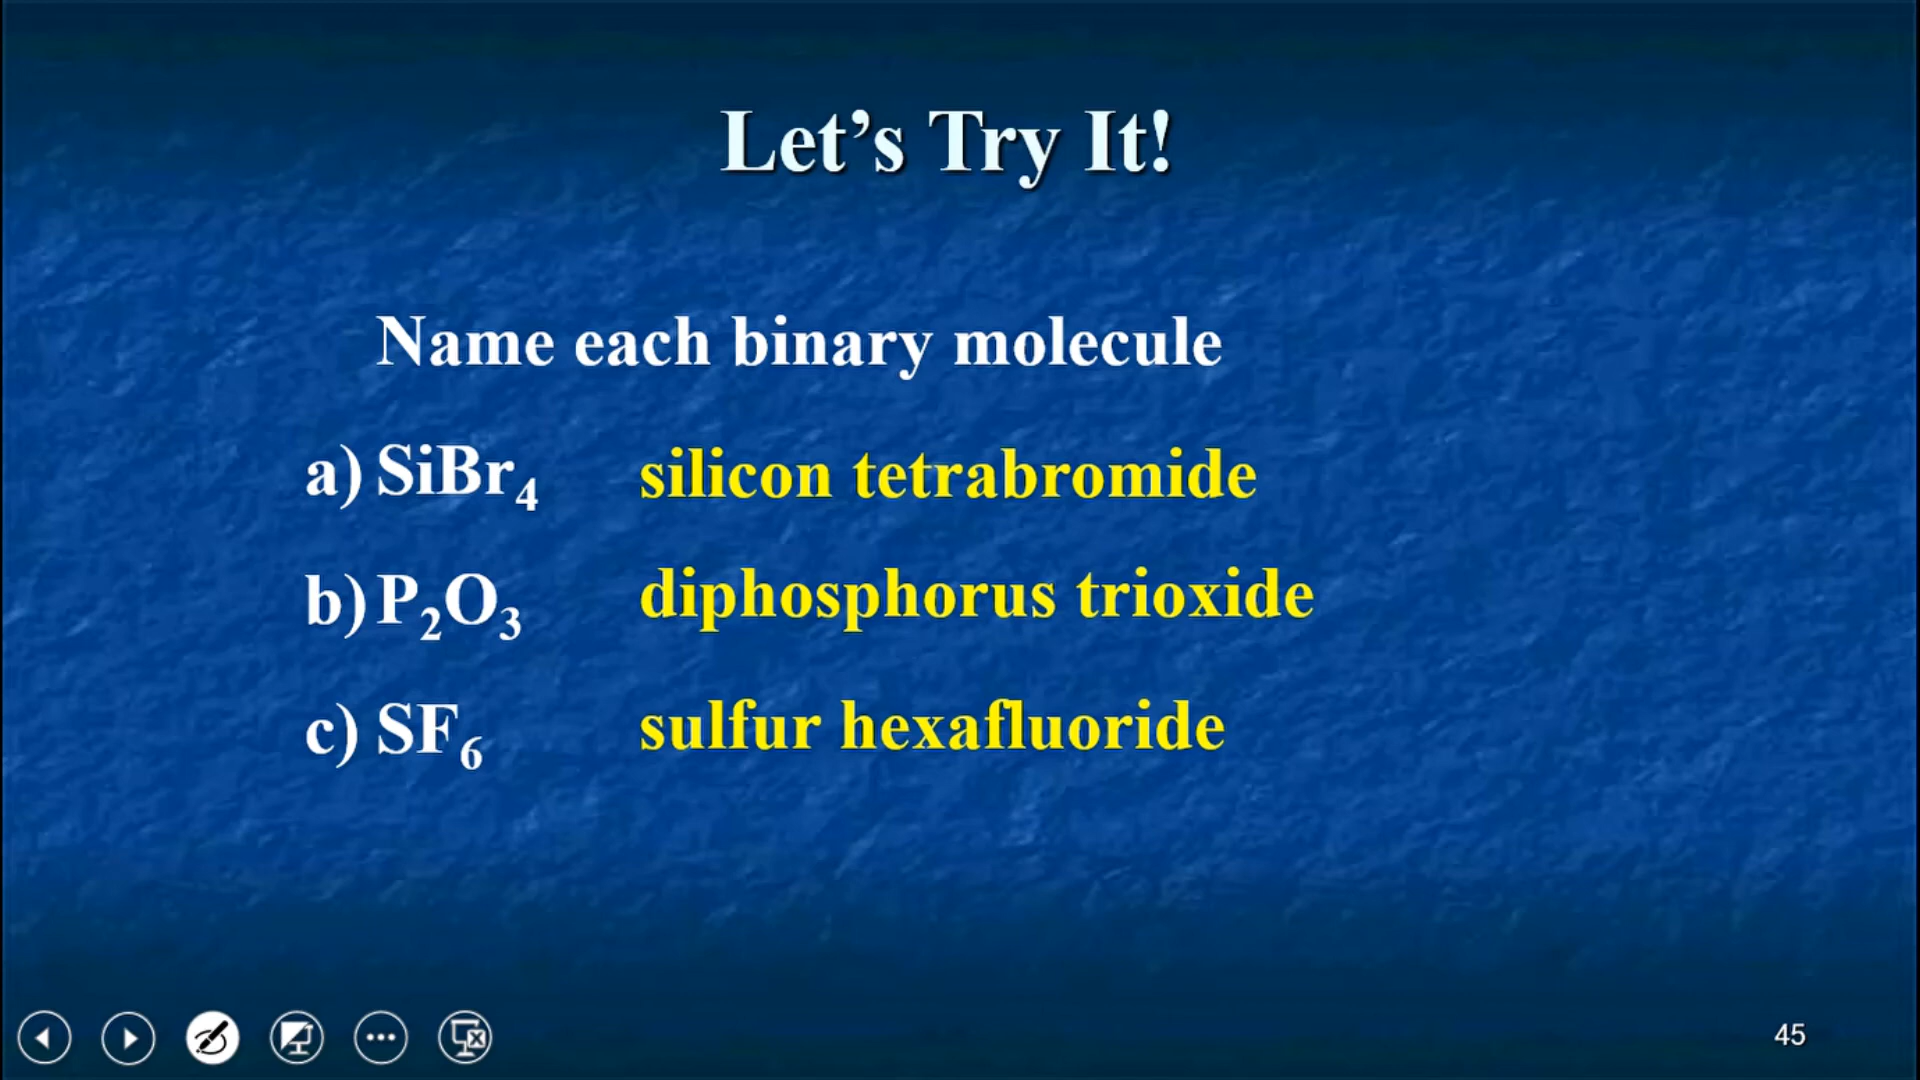 Let’s Try It!
Name each binary molecule
a) SiBr₄ silicon tetrabromide
b) P₂O₃ diphosphorus trioxide
c) SF₆ sulfur hexafluoride
45